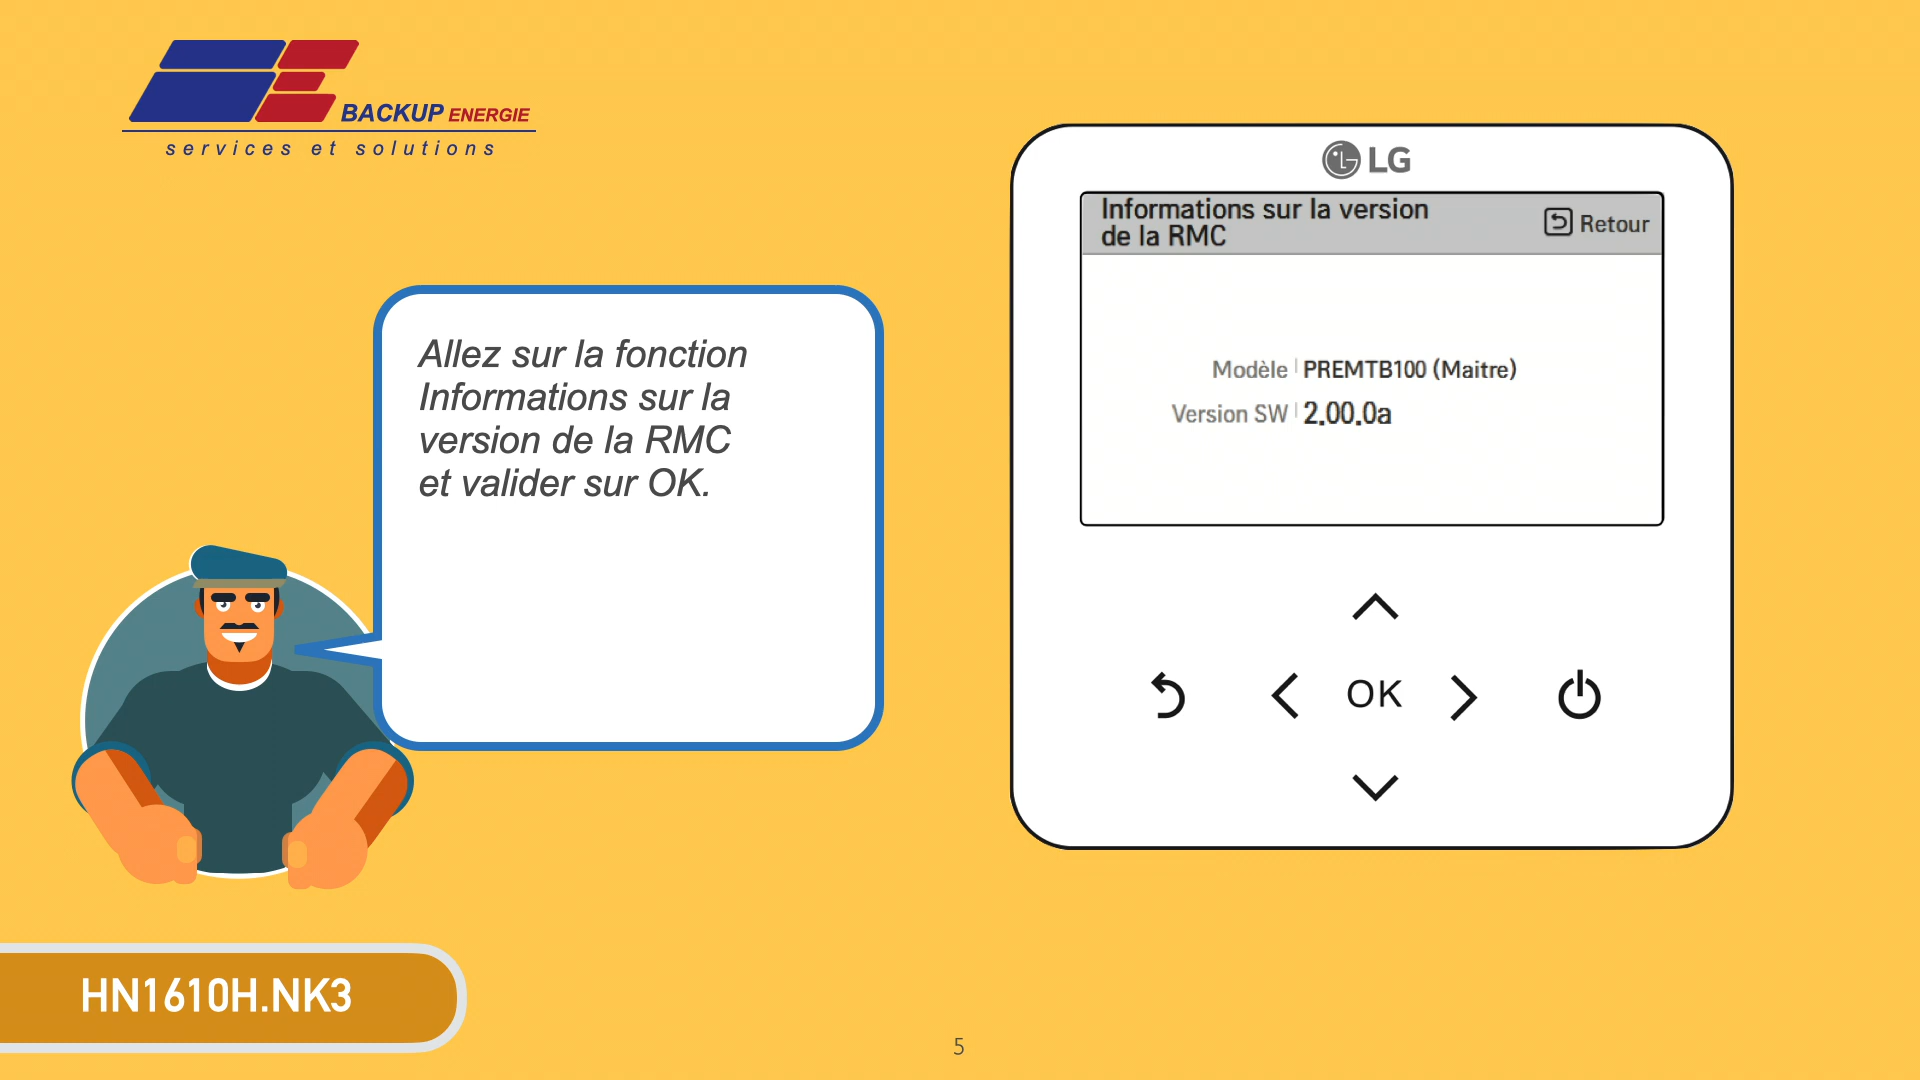 BACKUP ENERGIE
services et solutions
LG
Informations sur la version
de la RMC
Retour
Modèle | PREMTB100 (Maitre)
Version SW | 2.00.0a
Allez sur la fonction
Informations sur la
version de la RMC
et valider sur OK.
OK
HN1610H.NK3
5